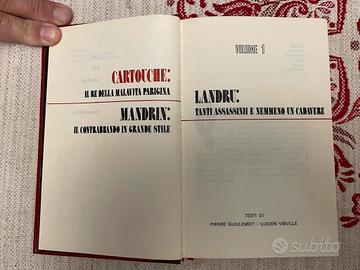 CARTOUCHE:
IL RE DELLA MALAVITA PARIGINA
MANDRIN:
IL CONTRABBANDO IN GRANDE STILE
VOLUME 1
LANDRU:
TANTI ASSASSINII E NEMMENO UN CADAVERE
TESTI DI
PIERRE GUILLEMOT - LUCIEN VIÉVILLE
subito